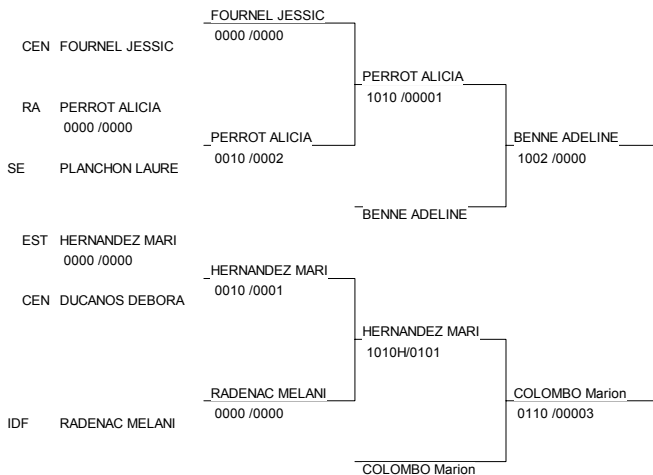 FOURNEL JESSIC
CEN FOURNEL JESSIC
0000 /0000
PERROT ALICIA
1010 /00001
RA PERROT ALICIA
0000 /0000
PERROT ALICIA
0010 /0002
BENNE ADELINE
1002 /0000
SE PLANCHON LAURE
BENNE ADELINE
EST HERNANDEZ MARI
0000 /0000
HERNANDEZ MARI
0010 /0001
CEN DUCANOS DEBORA
HERNANDEZ MARI
1010H/0101
RADENAC MELANI
0000 /0000
COLOMBO Marion
0110 /00003
IDF RADENAC MELANI
COLOMBO Marion